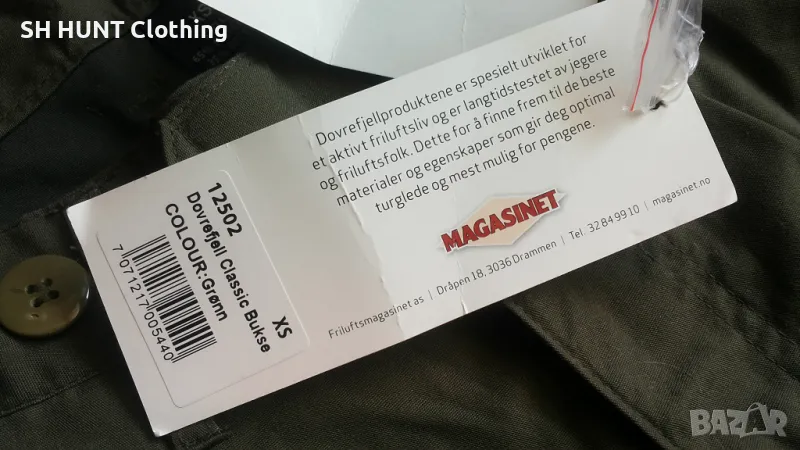 SH HUNT Clothing
Dovrefjellproduktene er spesielt utviklet for
et aktivt friluftsliv og er langtidstestet av jegere
og friluftsfolk. Dette for å finne frem til de beste
materialer og egenskaper som gir deg optimal
turglede og mest mulig for pengene.
MAGASINET
Friluftsmagasinet as | Dråpen 18, 3036 Drammen | Tel. 32 84 99 10 | magasinet.no
12502
Dovrefjell Classic Bukse
COLOUR:Grønn
XS
7 071217 005440
BAZAR